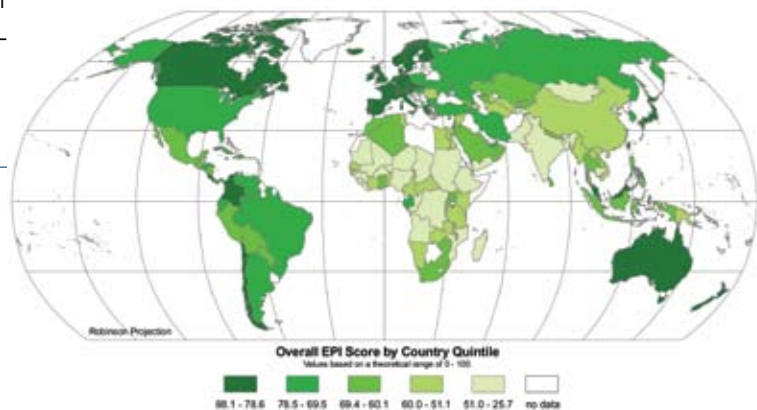 Robinson Projection
Overall EPI Score by Country Quintile
Values based on a theoretical range of 0 - 100.
88.1 - 78.6 78.5 - 69.5 69.4 - 60.1 60.0 - 51.1 51.0 - 25.7 no data